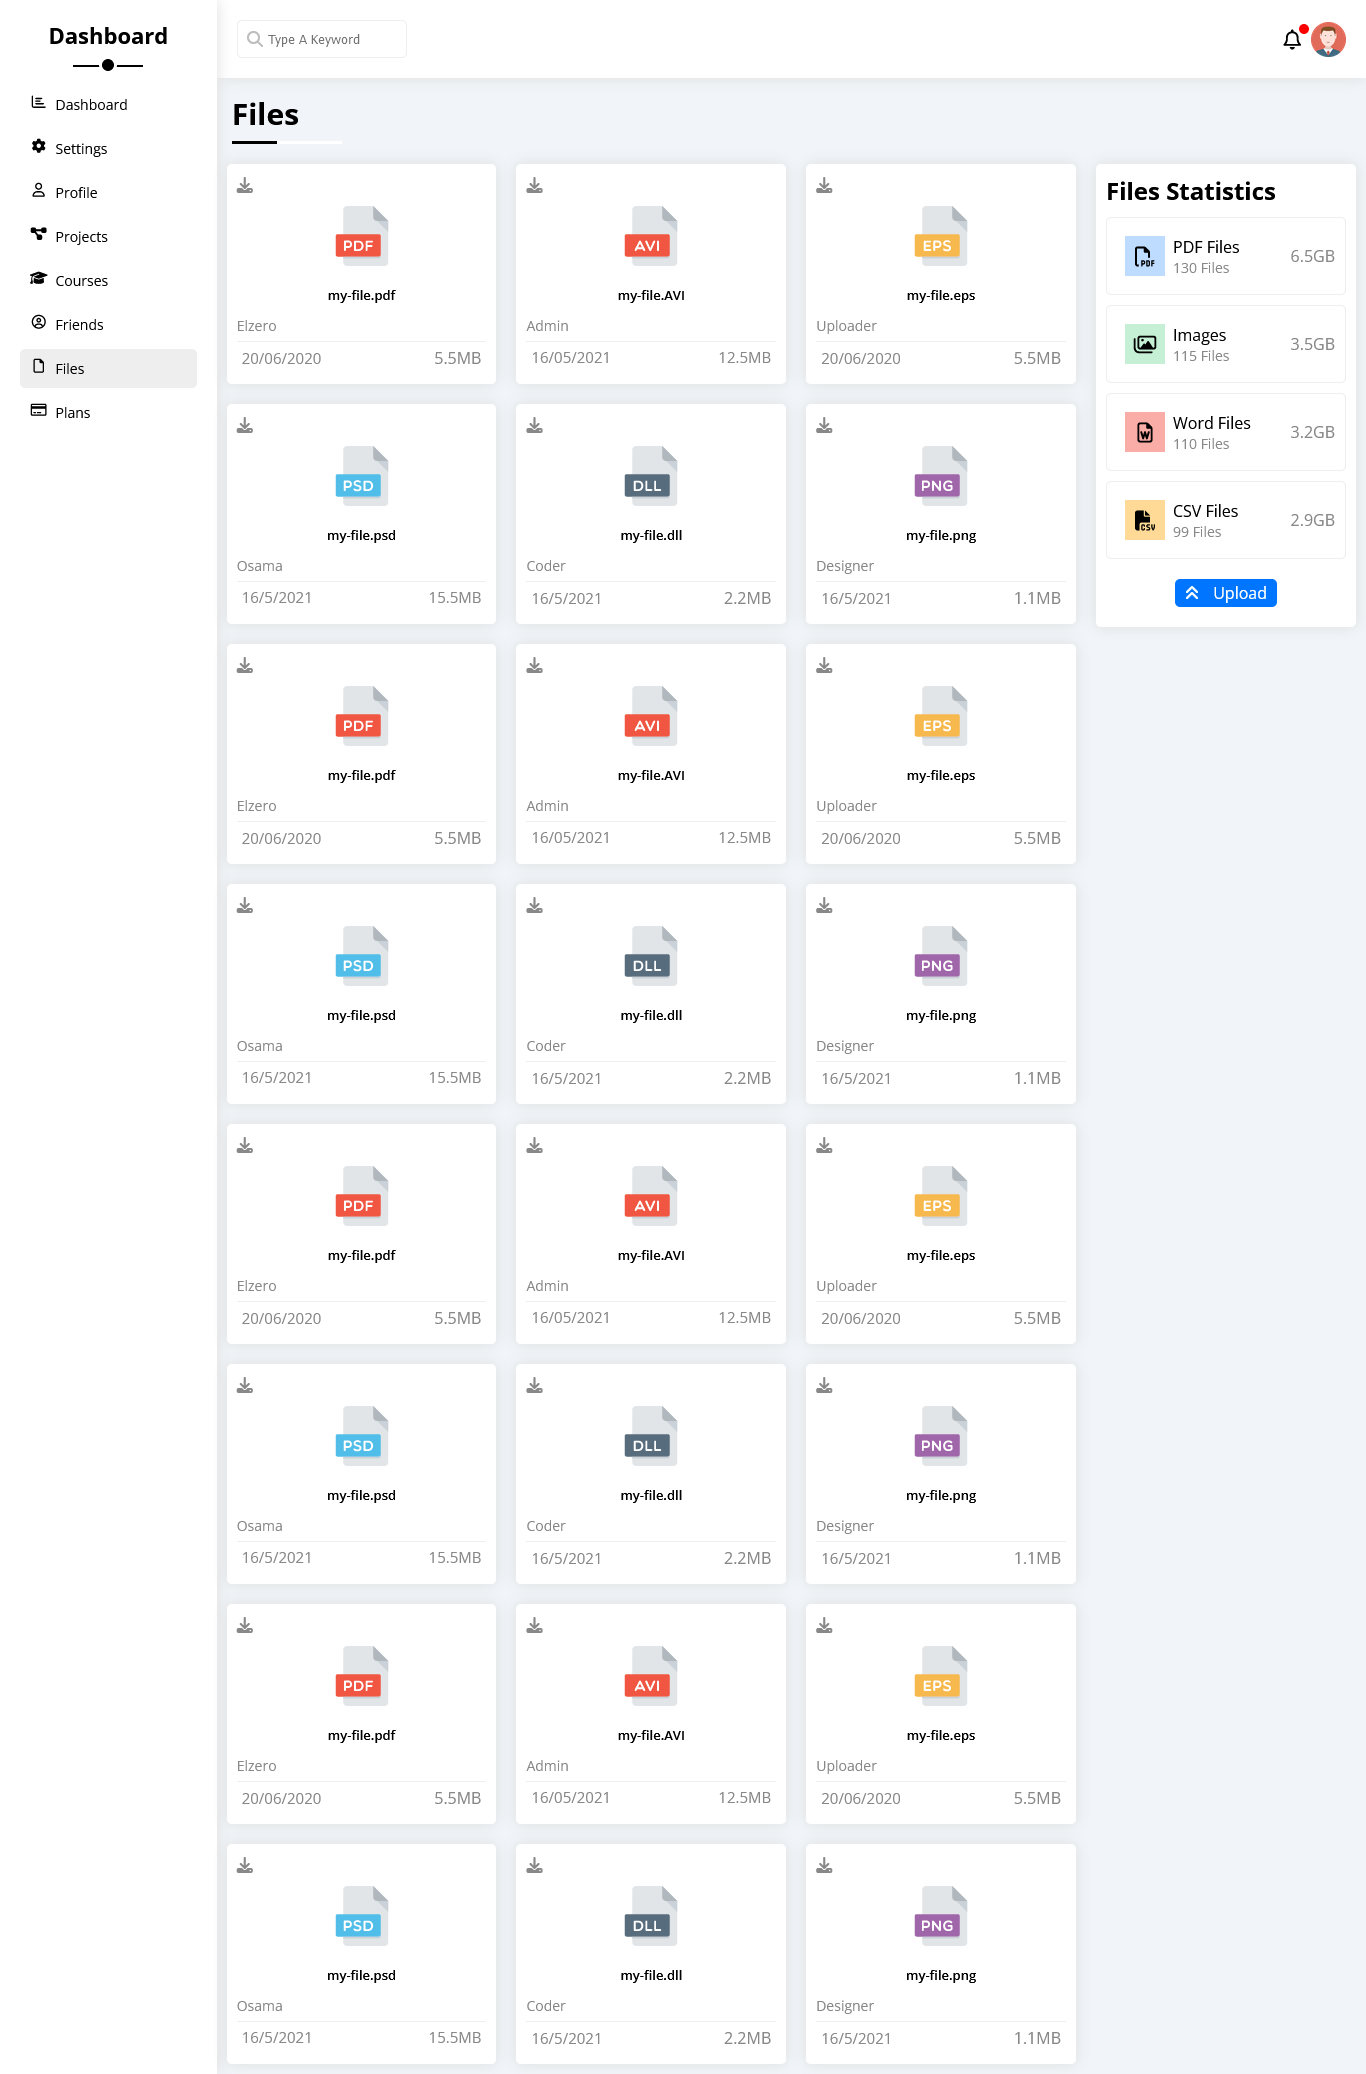 Dashboard
Dashboard
Settings
Profile
Projects
Courses
Friends
Files
Plans
Type A Keyword
Files
PDF
my-file.pdf
Elzero
20/06/2020 5.5MB
AVI
my-file.AVI
Admin
16/05/2021 12.5MB
EPS
my-file.eps
Uploader
20/06/2020 5.5MB
PSD
my-file.psd
Osama
16/5/2021 15.5MB
DLL
my-file.dll
Coder
16/5/2021 2.2MB
PNG
my-file.png
Designer
16/5/2021 1.1MB
PDF
my-file.pdf
Elzero
20/06/2020 5.5MB
AVI
my-file.AVI
Admin
16/05/2021 12.5MB
EPS
my-file.eps
Uploader
20/06/2020 5.5MB
PSD
my-file.psd
Osama
16/5/2021 15.5MB
DLL
my-file.dll
Coder
16/5/2021 2.2MB
PNG
my-file.png
Designer
16/5/2021 1.1MB
PDF
my-file.pdf
Elzero
20/06/2020 5.5MB
AVI
my-file.AVI
Admin
16/05/2021 12.5MB
EPS
my-file.eps
Uploader
20/06/2020 5.5MB
PSD
my-file.psd
Osama
16/5/2021 15.5MB
DLL
my-file.dll
Coder
16/5/2021 2.2MB
PNG
my-file.png
Designer
16/5/2021 1.1MB
PDF
my-file.pdf
Elzero
20/06/2020 5.5MB
AVI
my-file.AVI
Admin
16/05/2021 12.5MB
EPS
my-file.eps
Uploader
20/06/2020 5.5MB
PSD
my-file.psd
Osama
16/5/2021 15.5MB
DLL
my-file.dll
Coder
16/5/2021 2.2MB
PNG
my-file.png
Designer
16/5/2021 1.1MB
Files Statistics
PDF
PDF Files
130 Files
6.5GB
Images
115 Files
3.5GB
W
Word Files
110 Files
3.2GB
CSV
CSV Files
99 Files
2.9GB
Upload